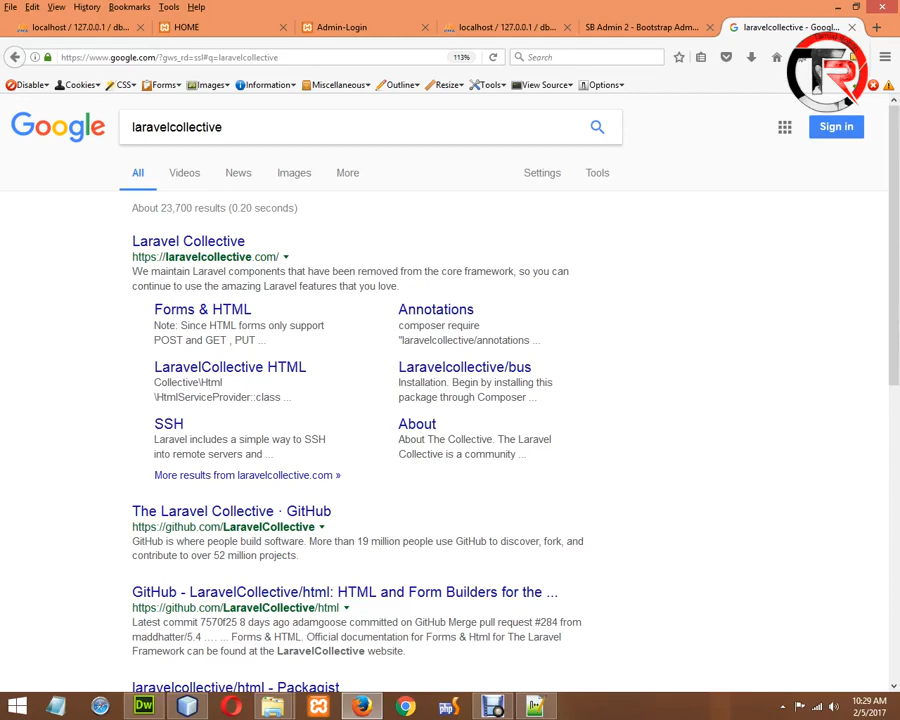 File Edit View History Bookmarks Tools Help
localhost / 127.0.0.1 / db... HOME Admin-Login localhost / 127.0.0.1 / db... SB Admin 2 - Bootstrap Adm... laravelcollective - Googl...
https://www.google.com/?gws_rd=ssl#q=laravelcollective 113% Search
Disable Cookies CSS Forms Images Information Miscellaneous Outline Resize Tools View Source Options
Google laravelcollective Sign in
All Videos News Images More Settings Tools
About 23,700 results (0.20 seconds)
Laravel Collective
https://laravelcollective.com/
We maintain Laravel components that have been removed from the core framework, so you can
continue to use the amazing Laravel features that you love.
Forms & HTML
Note: Since HTML forms only support
POST and GET , PUT ...
Annotations
composer require
"laravelcollective/annotations ...
LaravelCollective HTML
Collective\Html
\HtmlServiceProvider::class ...
Laravelcollective/bus
Installation. Begin by installing this
package through Composer ...
SSH
Laravel includes a simple way to SSH
into remote servers and ...
About
About The Collective. The Laravel
Collective is a community ...
More results from laravelcollective.com »
The Laravel Collective · GitHub
https://github.com/LaravelCollective
GitHub is where people build software. More than 19 million people use GitHub to discover, fork, and
contribute to over 52 million projects.
GitHub - LaravelCollective/html: HTML and Form Builders for the ...
https://github.com/LaravelCollective/html
Latest commit 7570f25 8 days ago adamgoose committed on GitHub Merge pull request #284 from
maddhatter/5.4 .... ... Forms & HTML. Official documentation for Forms & Html for The Laravel
Framework can be found at the LaravelCollective website.
laravelcollective/html - Packagist
Dw php
10:29 AM
2/5/2017